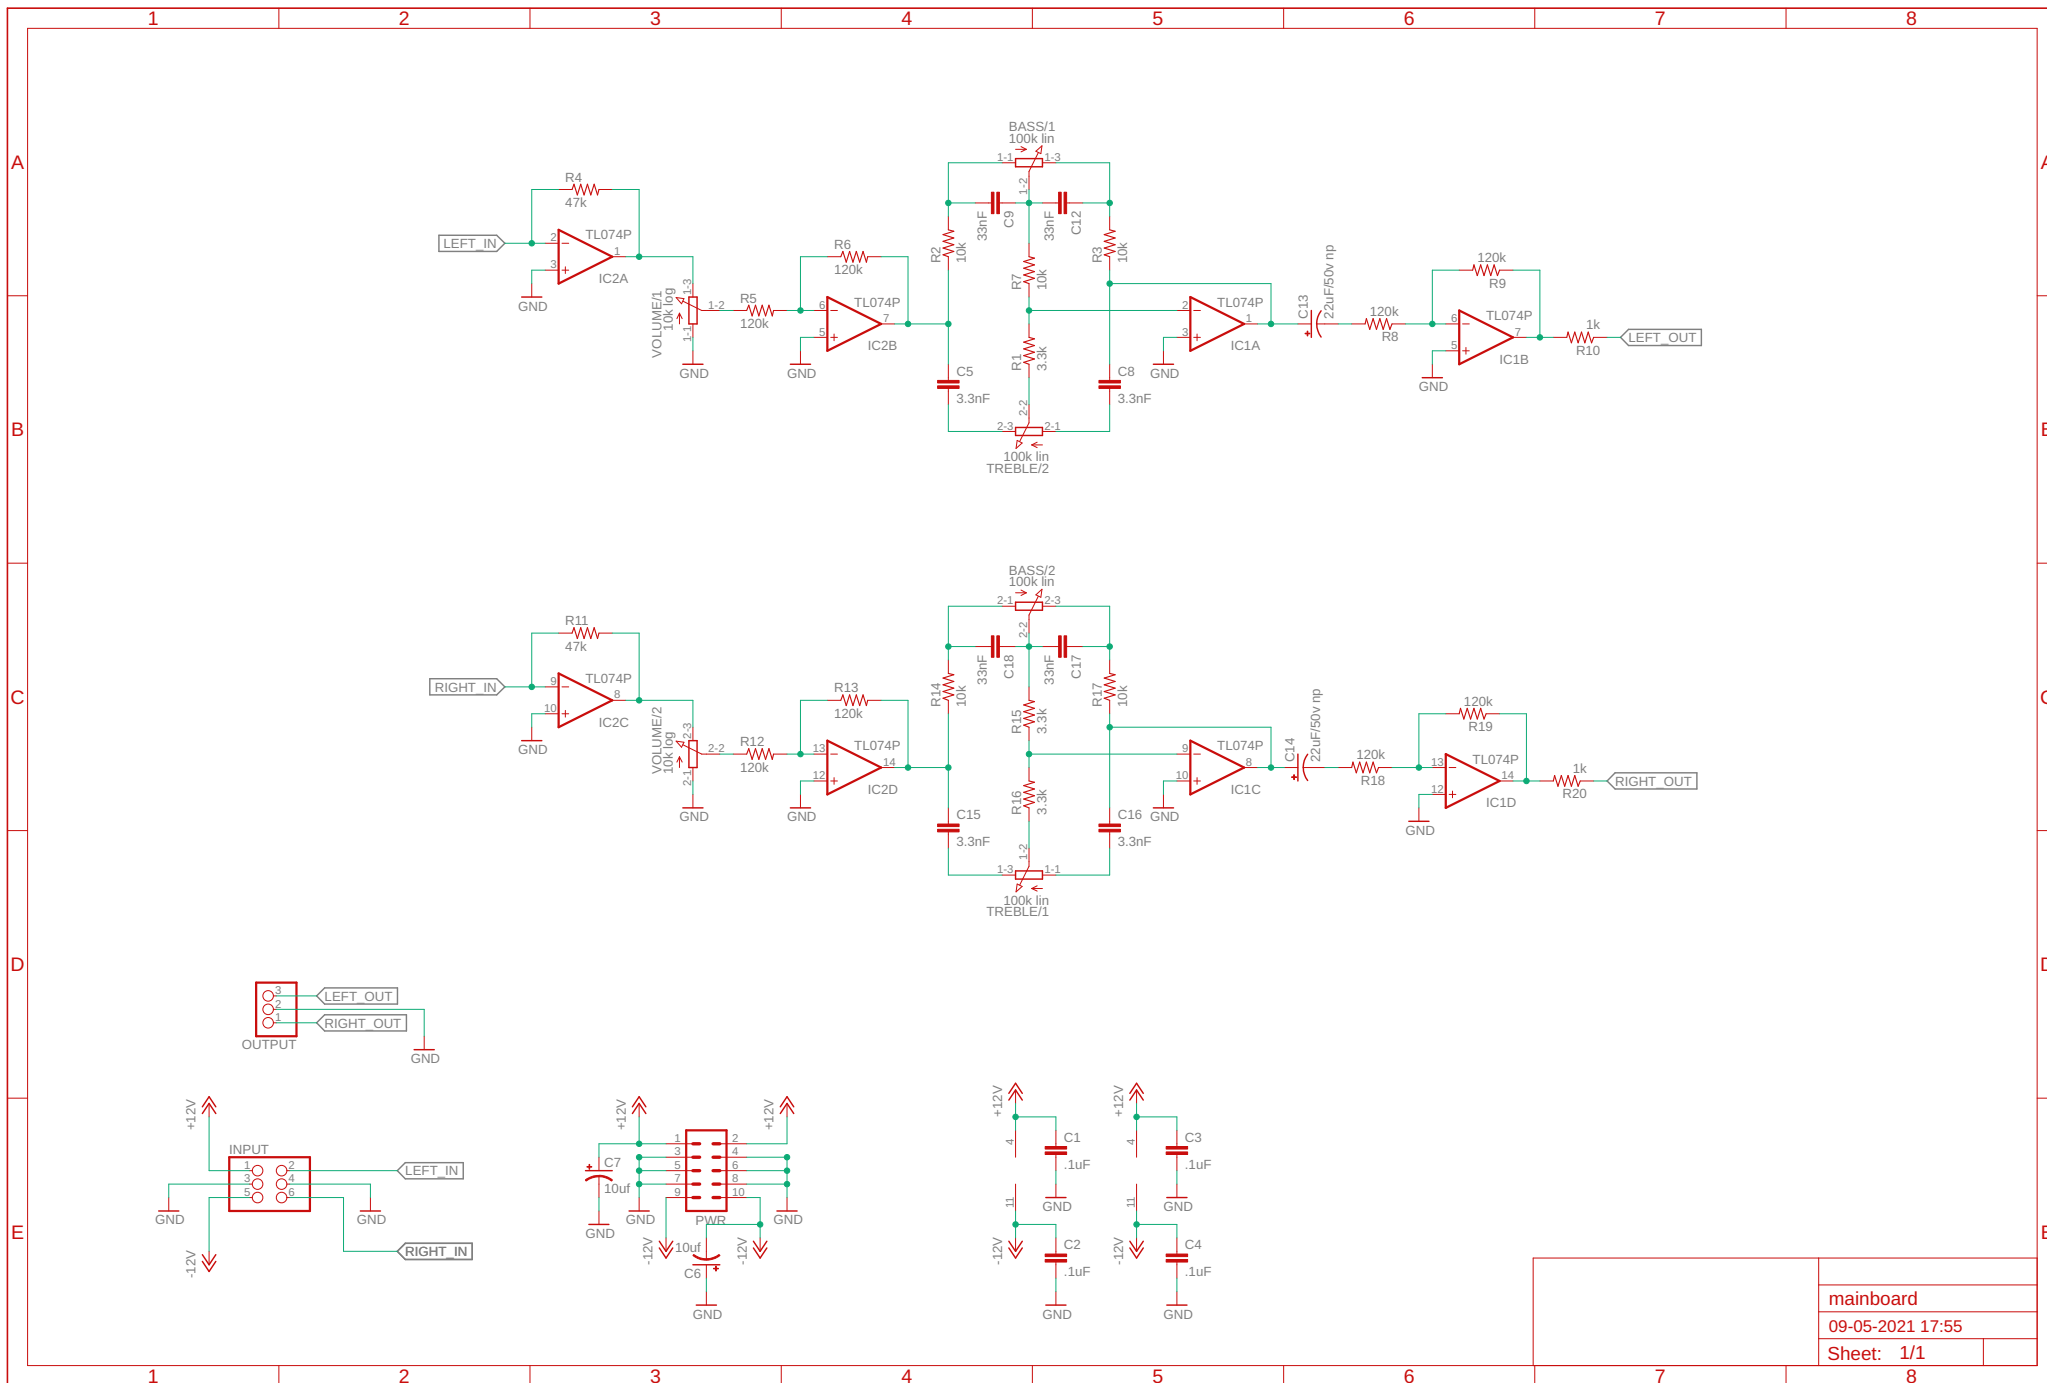 1 2 3 4 5 6 7 8
A
B
C
D
E
BASS/1
100k lin
1-1 1-3
1-2
R4
47k
LEFT_IN
2
3
1
TL074P
IC2A
GND
VOLUME/1
10k log
1-3
1-2
1-1
GND
R5
120k
R6
120k
6
5
7
TL074P
IC2B
GND
R2
10k
33nF
C9
33nF
C12
R3
10k
R7
10k
R1
3.3k
C5
3.3nF
C8
3.3nF
2-2
2-3 2-1
100k lin
TREBLE/2
2
3
1
TL074P
IC1A
GND
C13
22uF/50v np
120k
R8
120k
R9
6
5
7
TL074P
IC1B
GND
1k
R10
LEFT_OUT
BASS/2
100k lin
2-1 2-3
2-2
R11
47k
RIGHT_IN
9
10
8
TL074P
IC2C
GND
VOLUME/2
10k log
2-3
2-2
2-1
GND
R12
120k
R13
120k
13
12
14
TL074P
IC2D
GND
R14
10k
33nF
C18
33nF
C17
R17
10k
R15
3.3k
R16
3.3k
C15
3.3nF
C16
3.3nF
1-2
1-3 1-1
100k lin
TREBLE/1
9
10
8
TL074P
IC1C
GND
C14
22uF/50v np
120k
R18
120k
R19
13
12
14
TL074P
IC1D
GND
1k
R20
RIGHT_OUT
3
2
1
LEFT_OUT
RIGHT_OUT
OUTPUT
GND
+12V
INPUT
1 2
3 4
5 6
LEFT_IN
GND
GND
-12V
RIGHT_IN
+12V
+12V
1 2
3 4
5 6
7 8
9 10
C7
10uf
GND
GND
PWR
GND
-12V
10uf
-12V
C6
GND
+12V
4
C1
.1uF
GND
11
-12V
C2
.1uF
GND
+12V
4
C3
.1uF
GND
11
-12V
C4
.1uF
GND
mainboard
09-05-2021 17:55
Sheet: 1/1
1 2 3 4 5 6 7 8